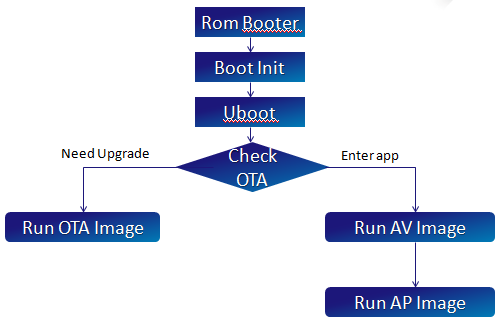 Rom Booter
Boot Init
Uboot
Check
OTA
Need Upgrade
Enter app
Run OTA Image
Run AV Image
Run AP Image